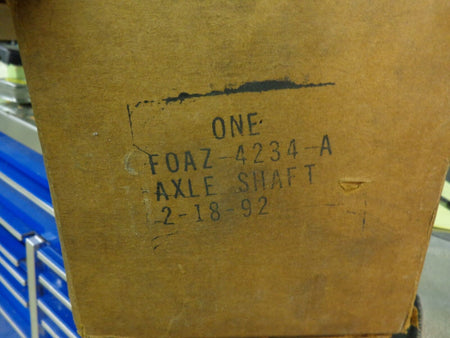 ONE
FOAZ-4234-A
AXLE SHAFT
2-18-92